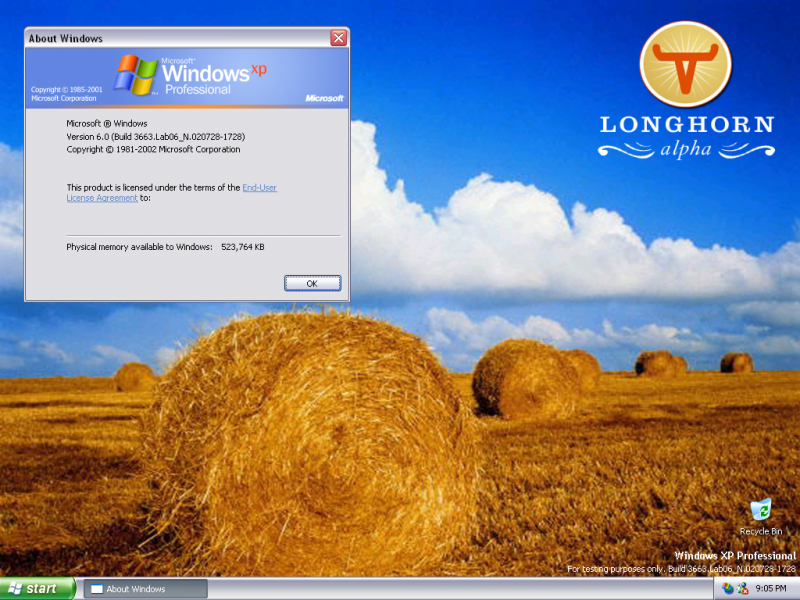 About Windows
Microsoft®
Windows xp
Professional
Copyright © 1985-2001
Microsoft Corporation
Microsoft
Microsoft ® Windows
Version 6.0 (Build 3663.Lab06_N.020728-1728)
Copyright © 1981-2002 Microsoft Corporation
This product is licensed under the terms of the End-User
License Agreement to:
Physical memory available to Windows: 523,764 KB
OK
LONGHORN
alpha
Recycle Bin
Windows XP Professional
For testing purposes only. Build 3663.Lab06_N.020728-1728
start
About Windows
9:05 PM